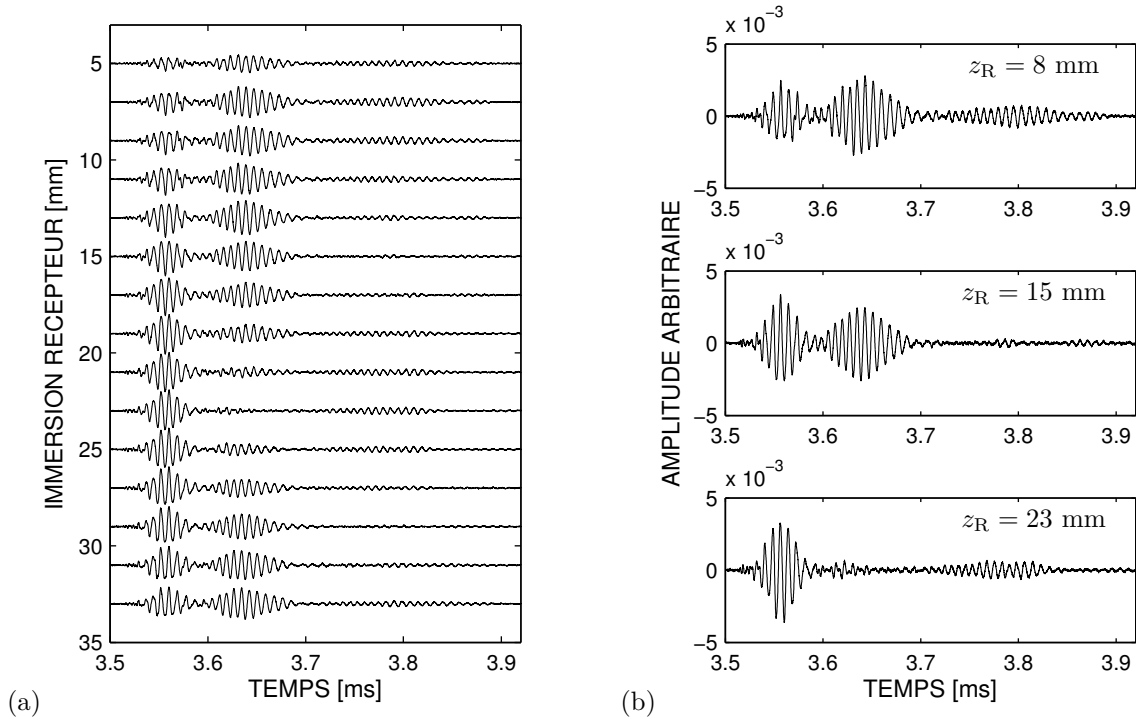 5
10
15
20
25
30
35
3.5 3.6 3.7 3.8 3.9
IMMERSION RECEPTEUR [mm]
TEMPS [ms]
(a)
x 10⁻³
5
0
−5
z_R = 8 mm
3.5 3.6 3.7 3.8 3.9
x 10⁻³
5
0
−5
z_R = 15 mm
3.5 3.6 3.7 3.8 3.9
x 10⁻³
5
0
−5
z_R = 23 mm
3.5 3.6 3.7 3.8 3.9
AMPLITUDE ARBITRAIRE
TEMPS [ms]
(b)